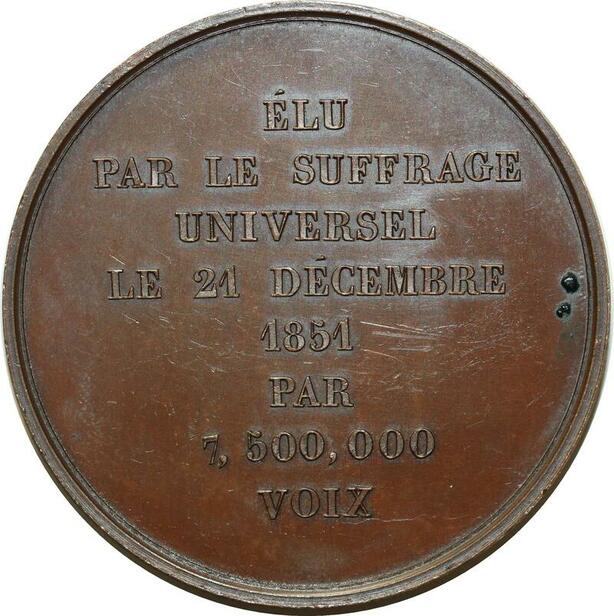 ÉLU
PAR LE SUFFRAGE
UNIVERSEL
LE 21 DÉCEMBRE
1851
PAR
7,500,000
VOIX